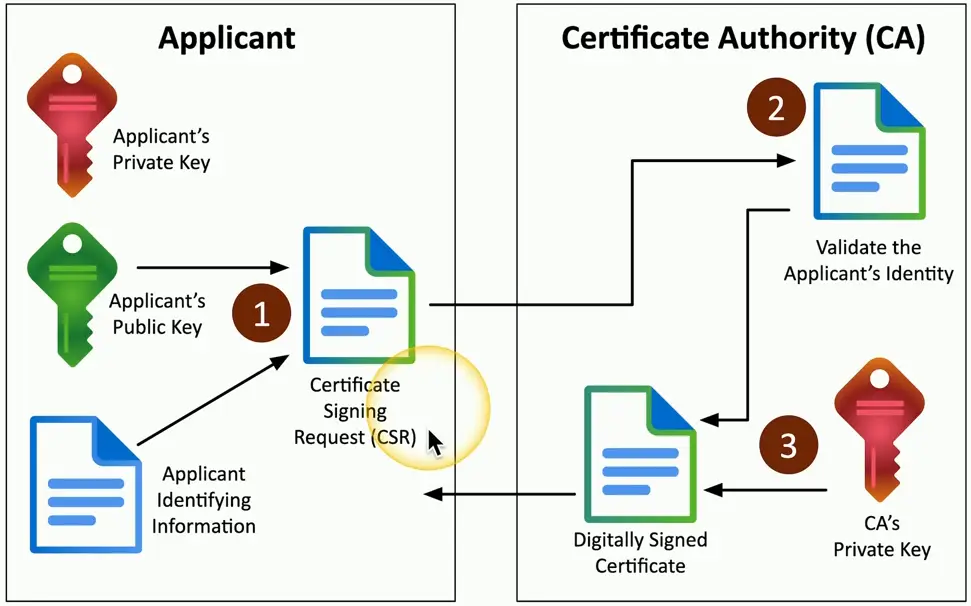 Applicant
Applicant's
Private Key
Applicant's
Public Key
1
Certificate
Signing
Request (CSR)
Applicant
Identifying
Information
Certificate Authority (CA)
2
Validate the
Applicant's Identity
3
Digitally Signed
Certificate
CA's
Private Key